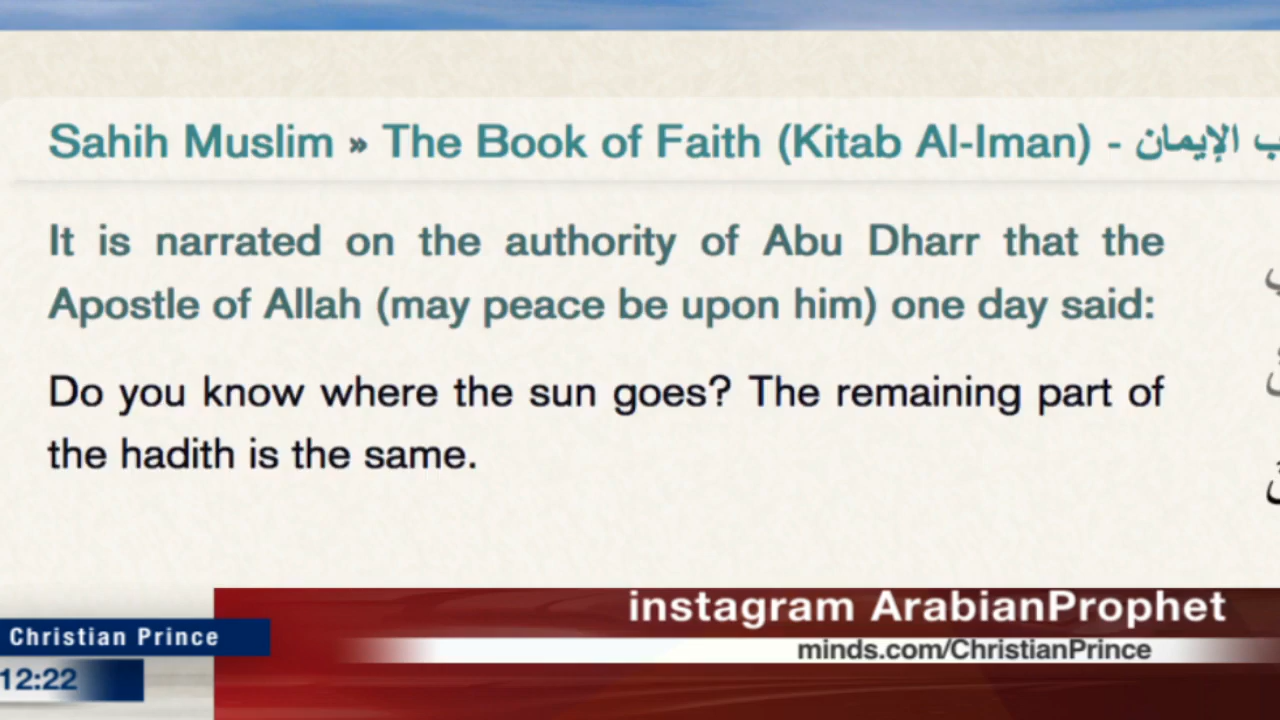 Sahih Muslim » The Book of Faith (Kitab Al-Iman) - الإيمان
It is narrated on the authority of Abu Dharr that the
Apostle of Allah (may peace be upon him) one day said:
Do you know where the sun goes? The remaining part of
the hadith is the same.
instagram ArabianProphet
Christian Prince
minds.com/ChristianPrince
12:22